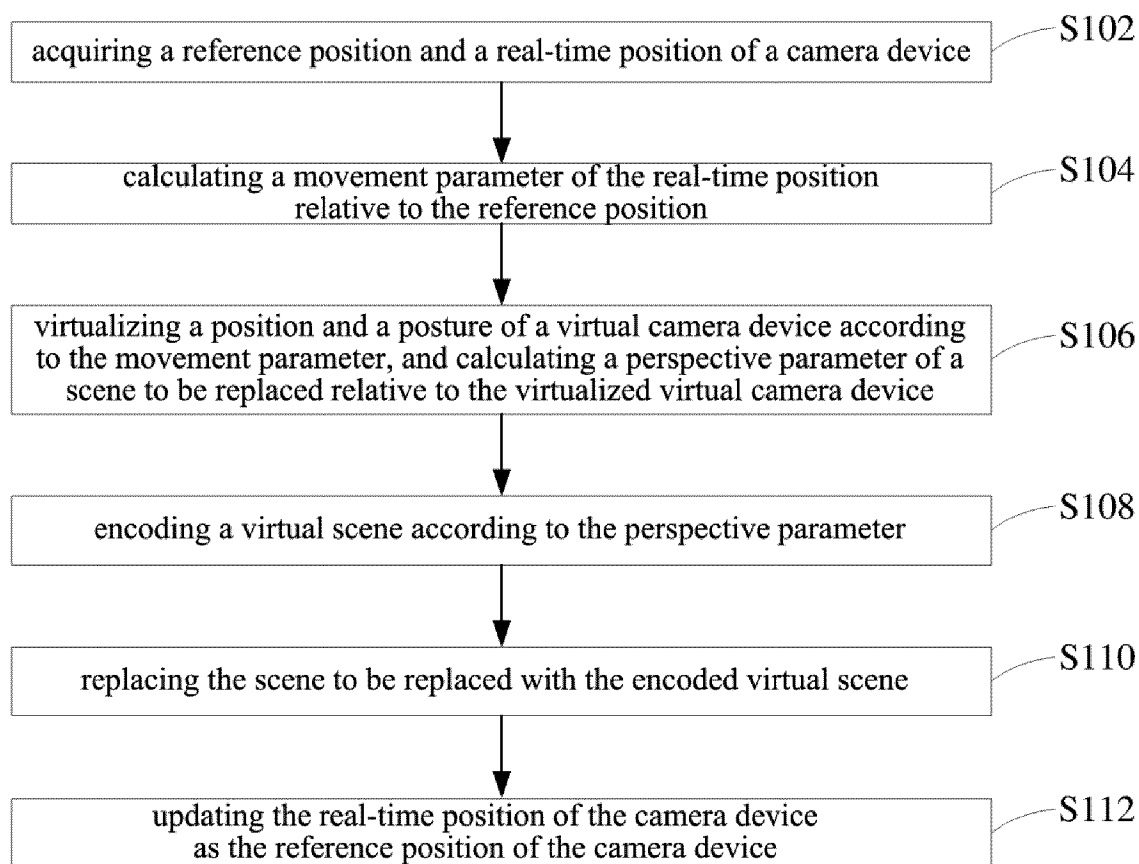 acquiring a reference position and a real-time position of a camera device
S102
calculating a movement parameter of the real-time position
relative to the reference position
S104
virtualizing a position and a posture of a virtual camera device according
to the movement parameter, and calculating a perspective parameter of a
scene to be replaced relative to the virtualized virtual camera device
S106
encoding a virtual scene according to the perspective parameter
S108
replacing the scene to be replaced with the encoded virtual scene
S110
updating the real-time position of the camera device
as the reference position of the camera device
S112